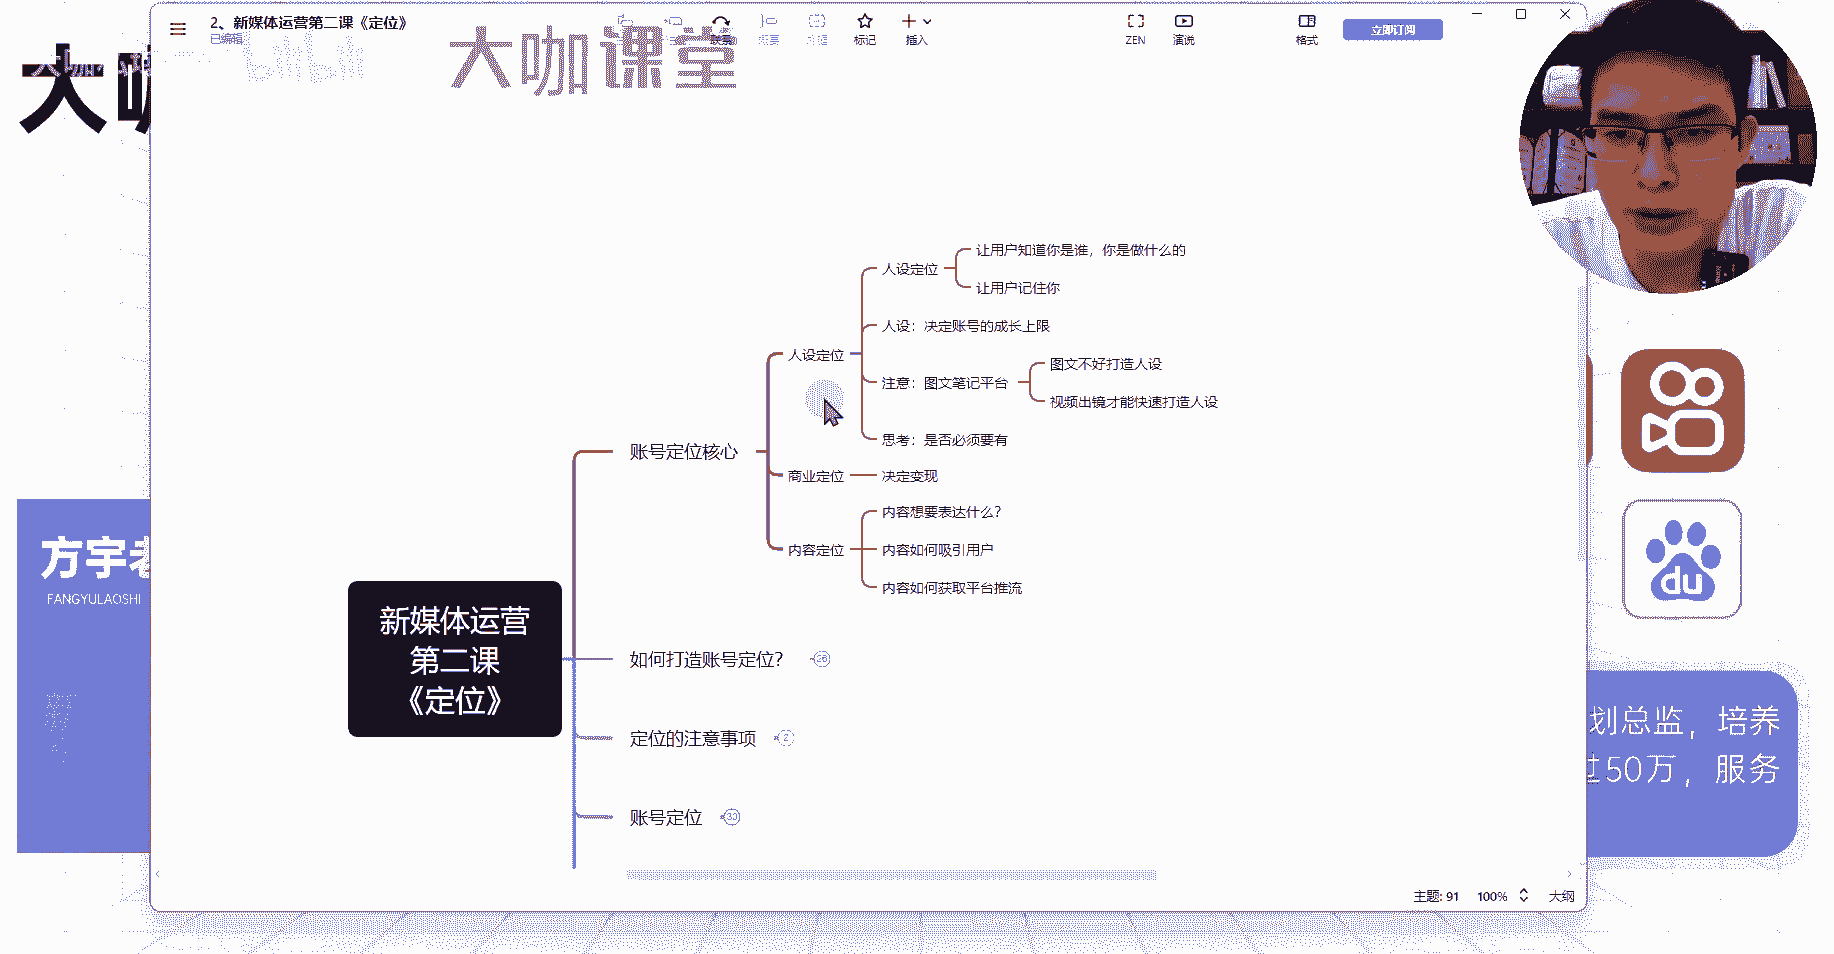 2、新媒体运营第二课《定位》
已编辑
联系
概要
标记
插入
ZEN
演说
格式
立即订阅
bilibili
大咖课堂
大咖
让用户知道你是谁，你是做什么的
人设定位
让用户记住你
人设：决定账号的成长上限
人设定位
图文不好打造人设
注意：图文笔记平台
视频出镜才能快速打造人设
思考：是否必须要有
账号定位核心
商业定位
决定变现
内容想要表达什么？
内容定位
内容如何吸引用户
内容如何获取平台推流
方宇老
FANGYULAOSHI
du
新媒体运营
第二课
《定位》
如何打造账号定位？
26
定位的注意事项
2
账号定位
30
划总监，培养
过50万，服务
主题: 91
100%
大纲